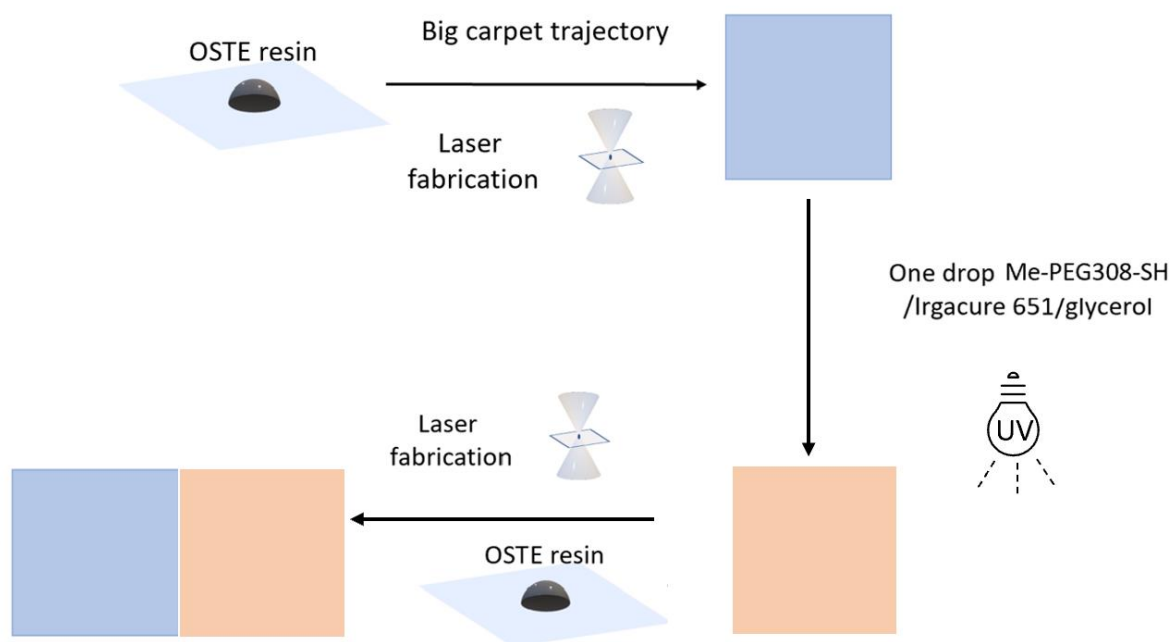 OSTE resin
Big carpet trajectory
Laser
fabrication
One drop Me-PEG308-SH
/Irgacure 651/glycerol
UV
Laser
fabrication
OSTE resin